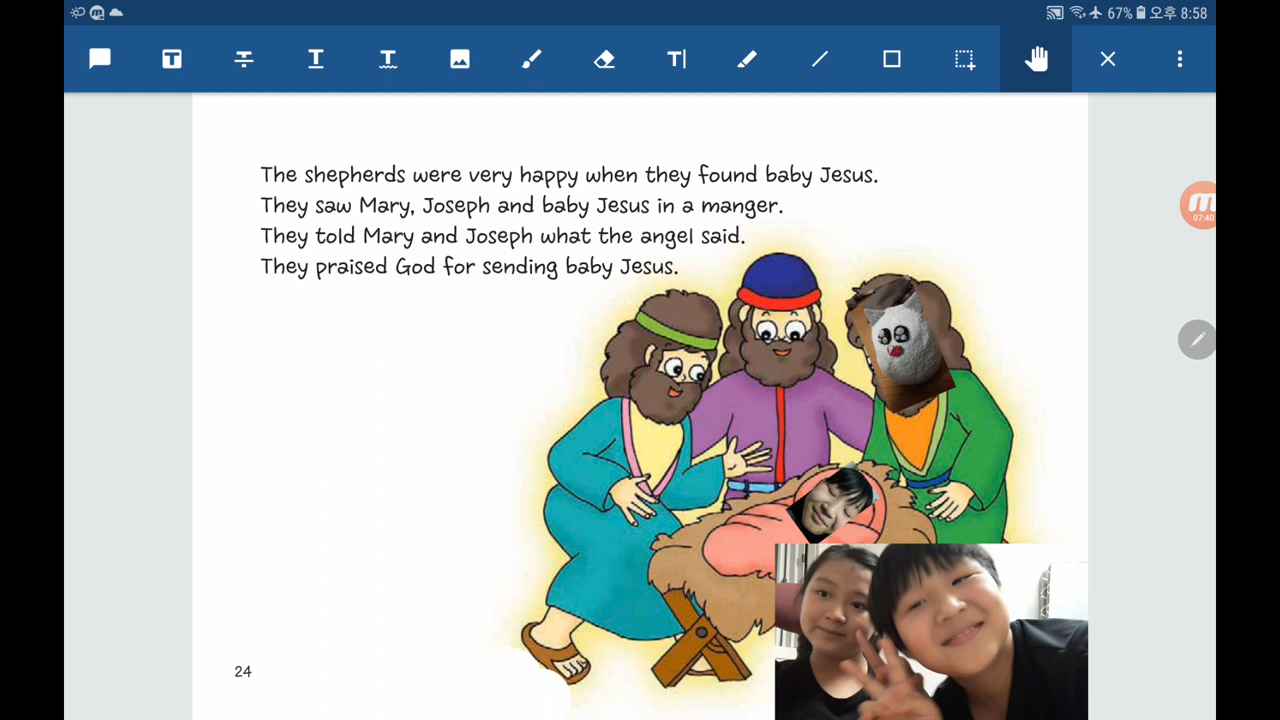 67% 오후 8:58
T
T
T
T
T
The shepherds were very happy when they found baby Jesus.
They saw Mary, Joseph and baby Jesus in a manger.
They told Mary and Joseph what the angel said.
They praised God for sending baby Jesus.
m
07:40
24